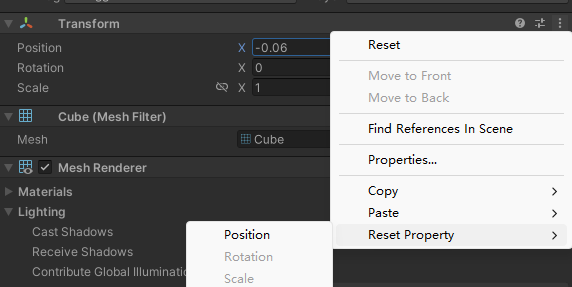 Transform
Position X -0.06
Rotation X 0
Scale X 1
Cube (Mesh Filter)
Mesh Cube
Mesh Renderer
Materials
Lighting
Cast Shadows
Receive Shadows
Contribute Global
Reset
Move to Front
Move to Back
Find References In Scene
Properties...
Copy
Paste
Reset Property
Position
Rotation
Scale